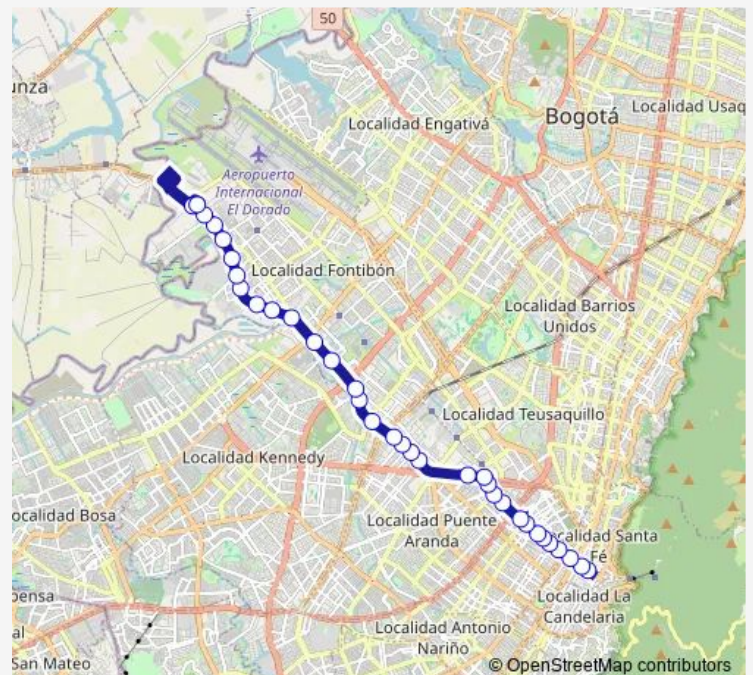 50
unza
Localidad Engativá
Bogotá
Localidad Usaq
Aeropuerto
Internacional
El Dorado
Localidad Fontibón
Localidad Barrios
Unidos
Localidad Teusaquillo
Localidad Kennedy
ocalidad Bosa
Localidad Puente
Aranda
calidad Santa
Fé
pensa
Localidad La
Candelaria
al
Localidad Antonio
Nariño
San Mateo
© OpenStreetMap contributors